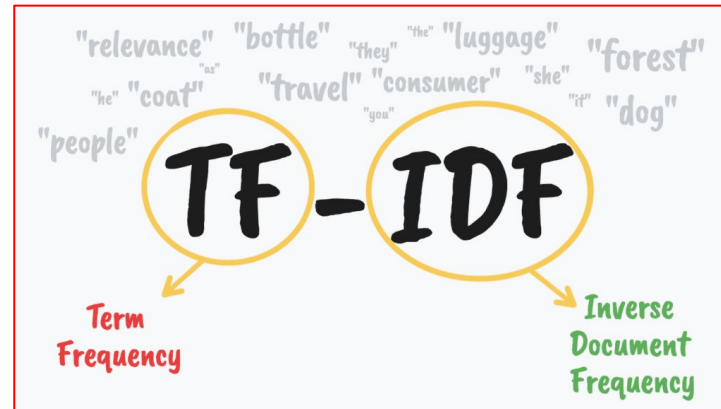 "relevance" "bottle" "they" "the" "luggage" "forest"
"he" "coat" "as" "travel" "consumer" "she" "it" "dog"
"people" "you"
TF - IDF
Term
Frequency
Inverse
Document
Frequency